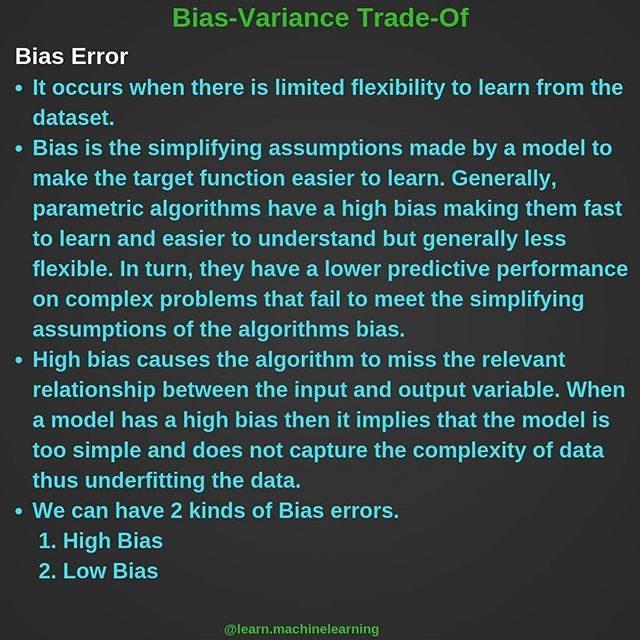 Bias-Variance Trade-Of
Bias Error
• It occurs when there is limited flexibility to learn from the
dataset.
• Bias is the simplifying assumptions made by a model to
make the target function easier to learn. Generally,
parametric algorithms have a high bias making them fast
to learn and easier to understand but generally less
flexible. In turn, they have a lower predictive performance
on complex problems that fail to meet the simplifying
assumptions of the algorithms bias.
• High bias causes the algorithm to miss the relevant
relationship between the input and output variable. When
a model has a high bias then it implies that the model is
too simple and does not capture the complexity of data
thus underfitting the data.
• We can have 2 kinds of Bias errors.
1. High Bias
2. Low Bias
@learn.machinelearning